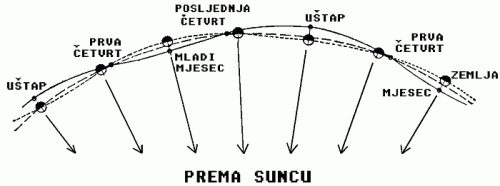 POSLJEDNJA
ČETVRT
UŠTAP
PRVA
ČETVRT
PRVA
ČETVRT
MLADI
MJESEC
ZEMLJA
UŠTAP
MJESEC
PREMA SUNCU